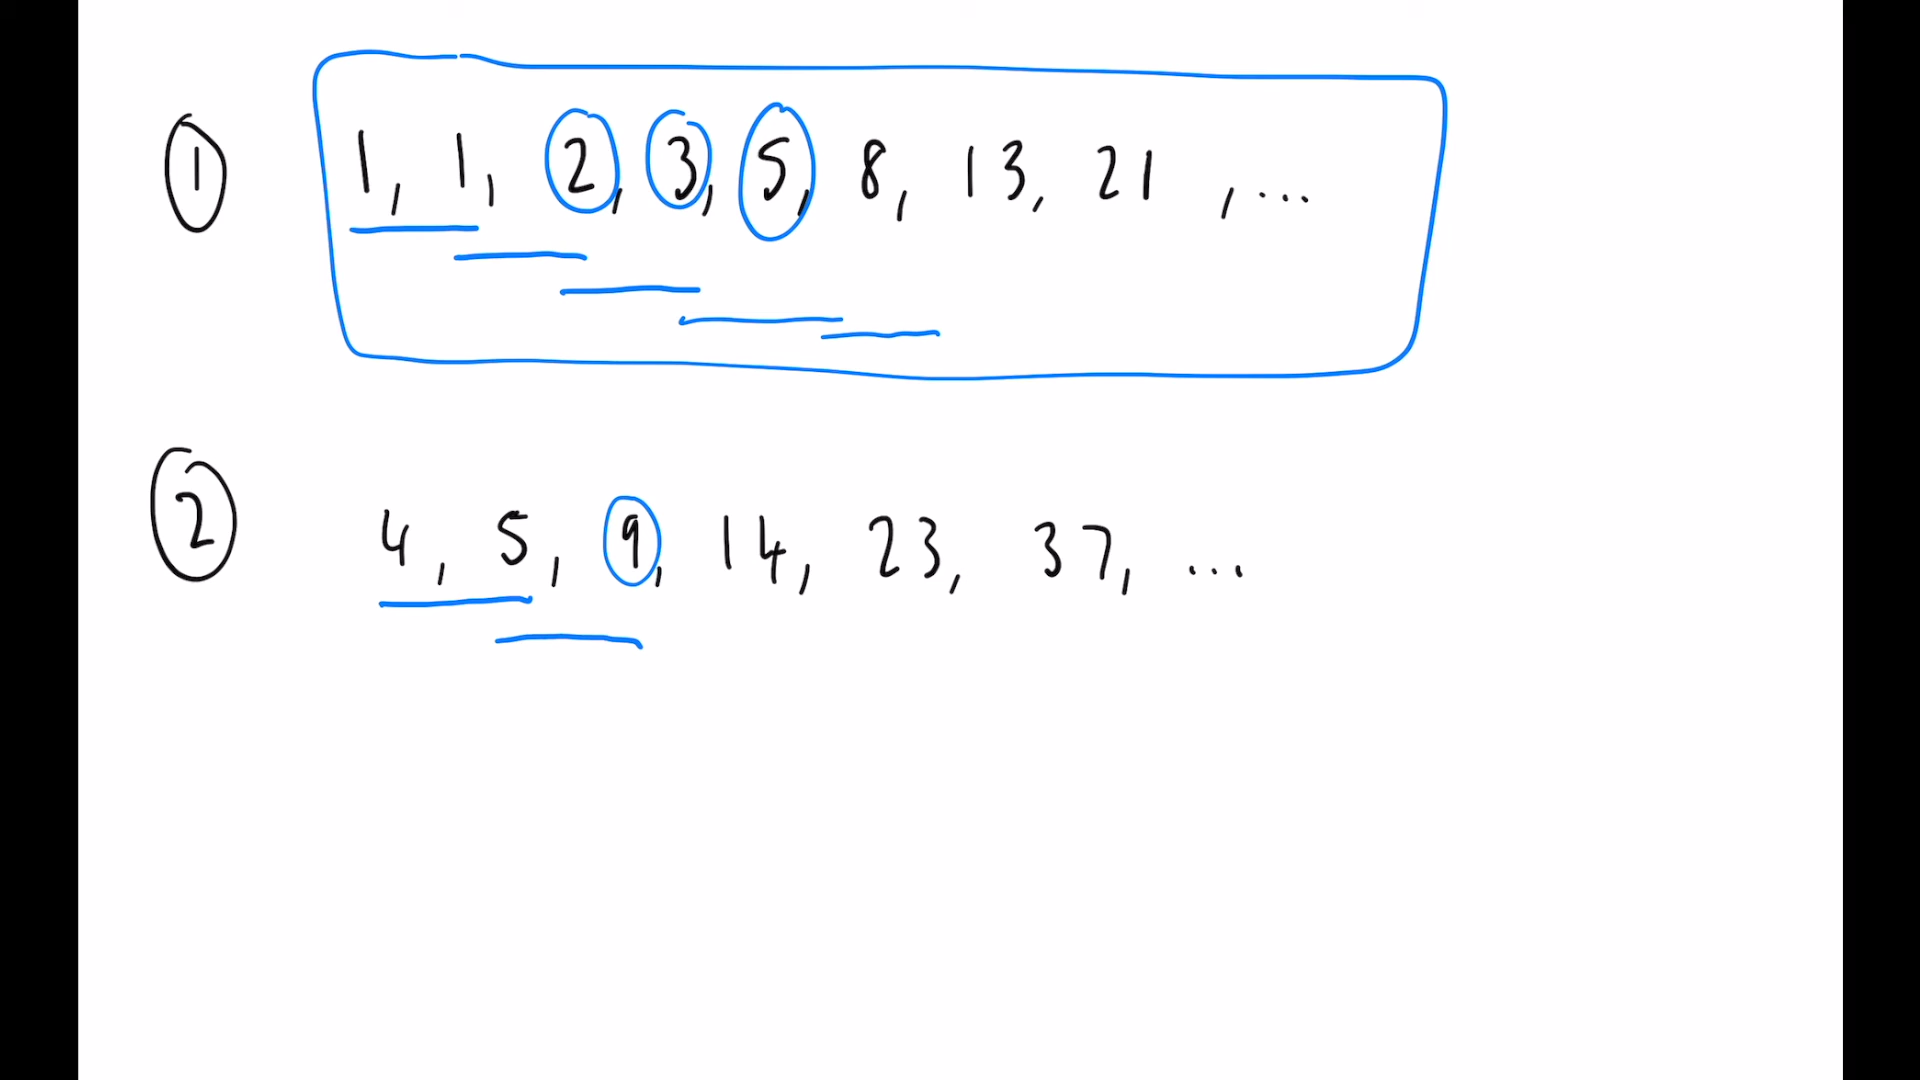 ① 1, 1, 2, 3, 5, 8, 13, 21, ...
② 4, 5, 9, 14, 23, 37, ...